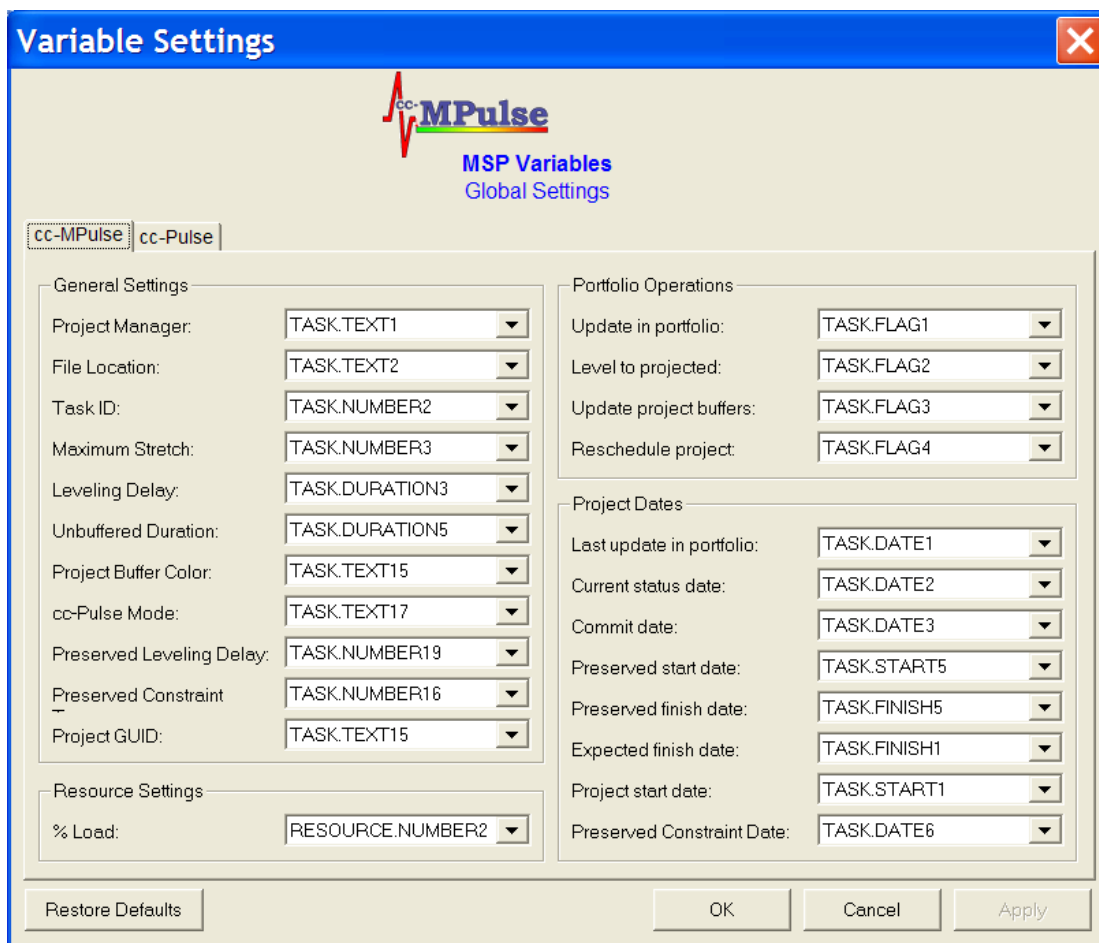 Variable Settings
cc-MPulse
MSP Variables
Global Settings
cc-MPulse cc-Pulse
General Settings
Project Manager: TASK.TEXT1
File Location: TASK.TEXT2
Task ID: TASK.NUMBER2
Maximum Stretch: TASK.NUMBER3
Leveling Delay: TASK.DURATION3
Unbuffered Duration: TASK.DURATION5
Project Buffer Color: TASK.TEXT15
cc-Pulse Mode: TASK.TEXT17
Preserved Leveling Delay: TASK.NUMBER19
Preserved Constraint TASK.NUMBER16
Project GUID: TASK.TEXT15
Resource Settings
% Load: RESOURCE.NUMBER2
Portfolio Operations
Update in portfolio: TASK.FLAG1
Level to projected: TASK.FLAG2
Update project buffers: TASK.FLAG3
Reschedule project: TASK.FLAG4
Project Dates
Last update in portfolio: TASK.DATE1
Current status date: TASK.DATE2
Commit date: TASK.DATE3
Preserved start date: TASK.START5
Preserved finish date: TASK.FINISH5
Expected finish date: TASK.FINISH1
Project start date: TASK.START1
Preserved Constraint Date: TASK.DATE6
Restore Defaults OK Cancel Apply